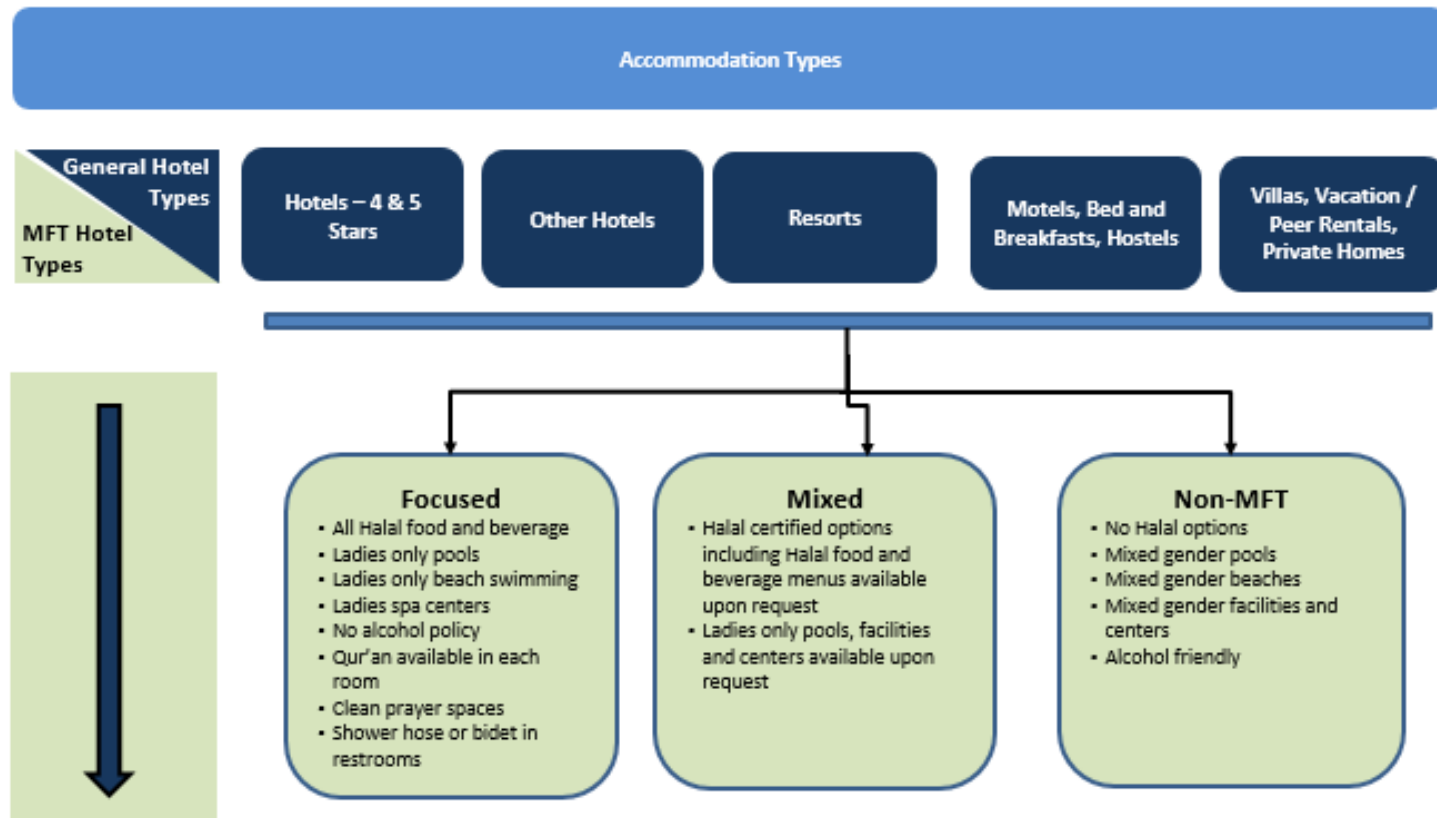 Accommodation Types
General Hotel
Types
MFT Hotel
Types
Hotels – 4 & 5
Stars
Other Hotels
Resorts
Motels, Bed and
Breakfasts, Hostels
Villas, Vacation /
Peer Rentals,
Private Homes
Focused
▪ All Halal food and beverage
▪ Ladies only pools
▪ Ladies only beach swimming
▪ Ladies spa centers
▪ No alcohol policy
▪ Qur'an available in each
room
▪ Clean prayer spaces
▪ Shower hose or bidet in
restrooms
Mixed
▪ Halal certified options
including Halal food and
beverage menus available
upon request
▪ Ladies only pools, facilities
and centers available upon
request
Non-MFT
▪ No Halal options
▪ Mixed gender pools
▪ Mixed gender beaches
▪ Mixed gender facilities and
centers
▪ Alcohol friendly